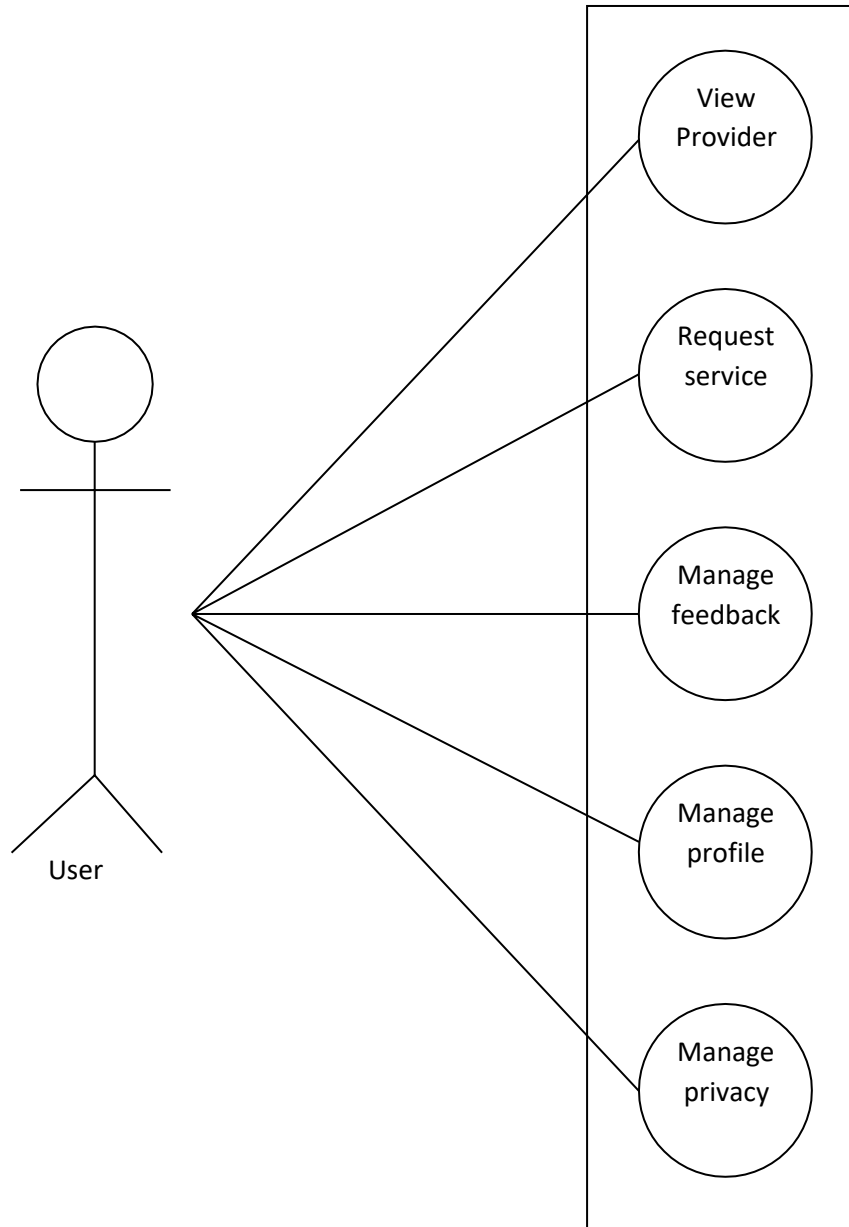 View
Provider
Request
service
Manage
feedback
Manage
profile
User
Manage
privacy